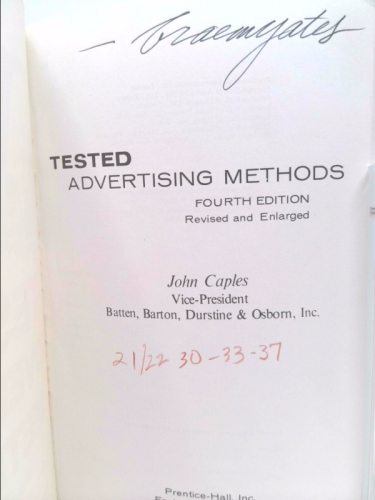 — Graemyates
TESTED
ADVERTISING METHODS
FOURTH EDITION
Revised and Enlarged
John Caples
Vice-President
Batten, Barton, Durstine & Osborn, Inc.
21/22 30-33-37
Prentice-Hall, Inc.